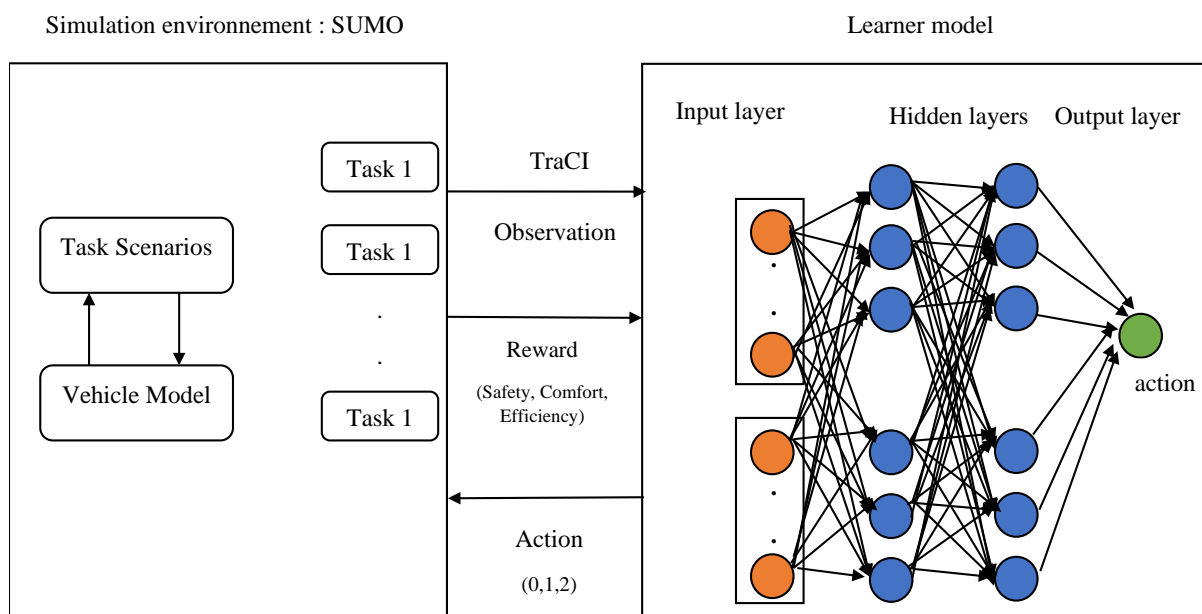 Simulation environnement : SUMO
Task Scenarios
Vehicle Model
Task 1
Task 1
.
.
Task 1
TraCI
Observation
Reward
(Safety, Comfort,
Efficiency)
Action
(0,1,2)
Learner model
Input layer
Hidden layers
Output layer
.
.
.
.
action